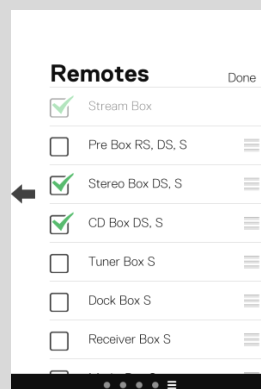 Remotes
Done
Stream Box
Pre Box RS, DS, S
Stereo Box DS, S
CD Box DS, S
Tuner Box S
Dock Box S
Receiver Box S